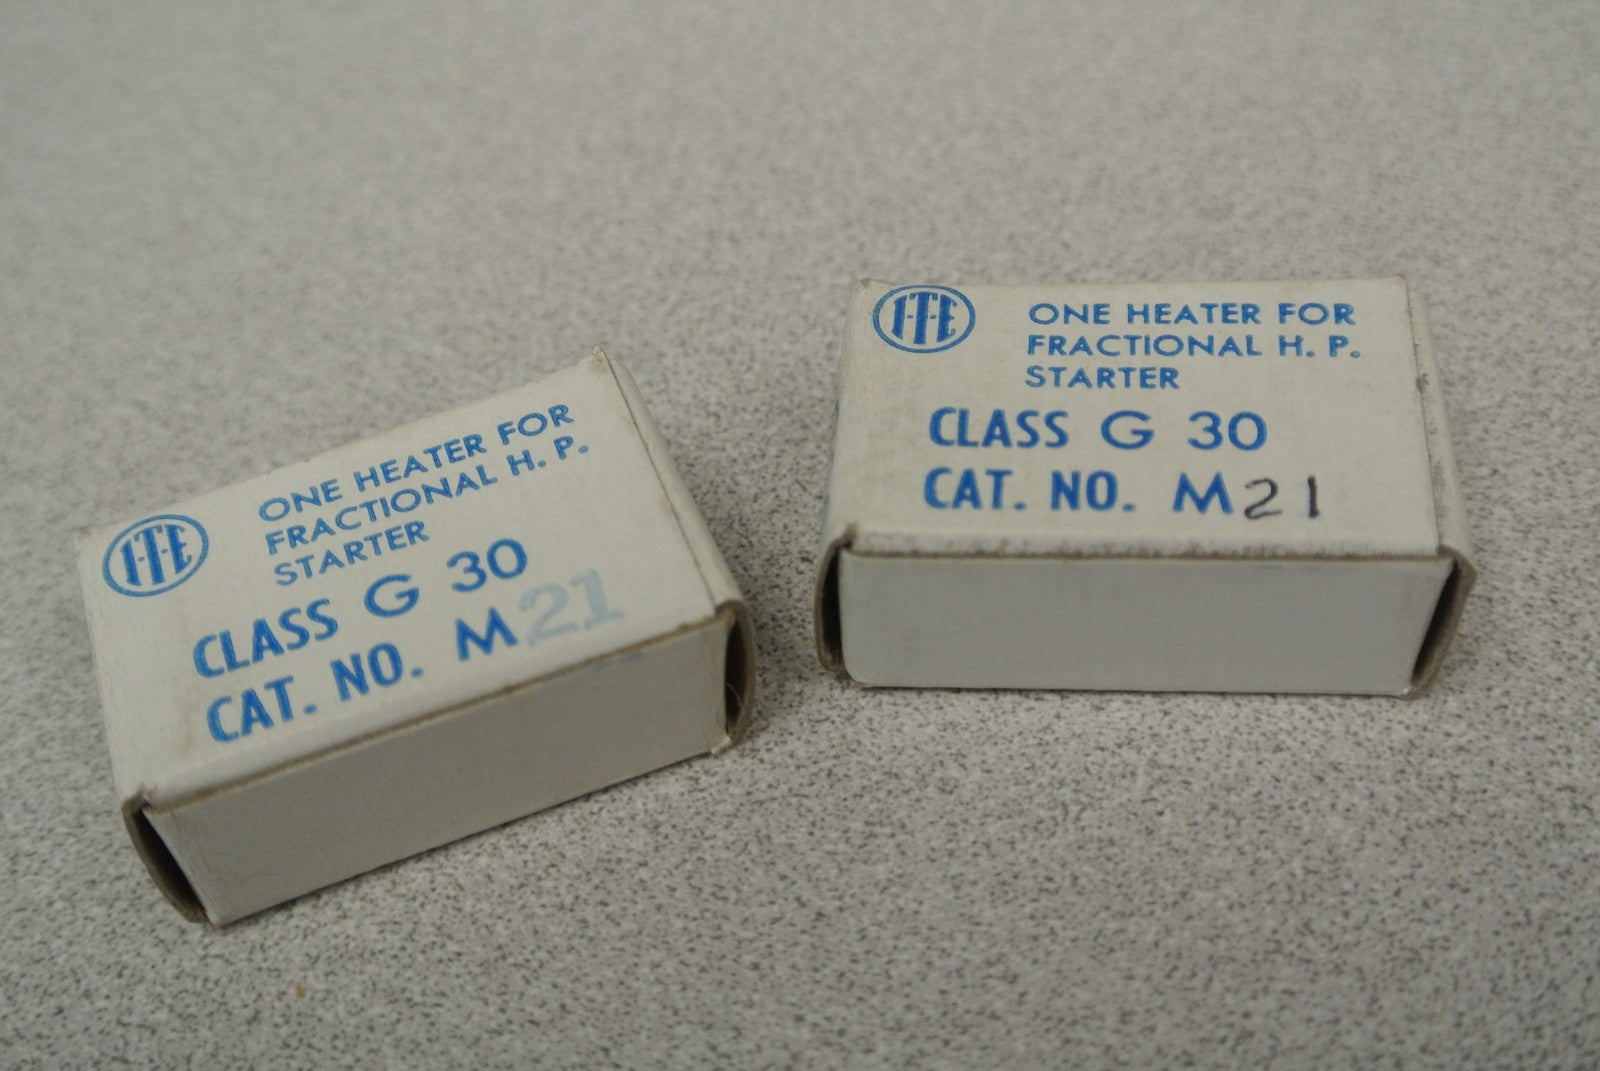 I-T-E
ONE HEATER FOR
FRACTIONAL H. P.
STARTER
CLASS G 30
CAT. NO. M21
I-T-E
ONE HEATER FOR
FRACTIONAL H. P.
STARTER
CLASS G 30
CAT. NO. M21